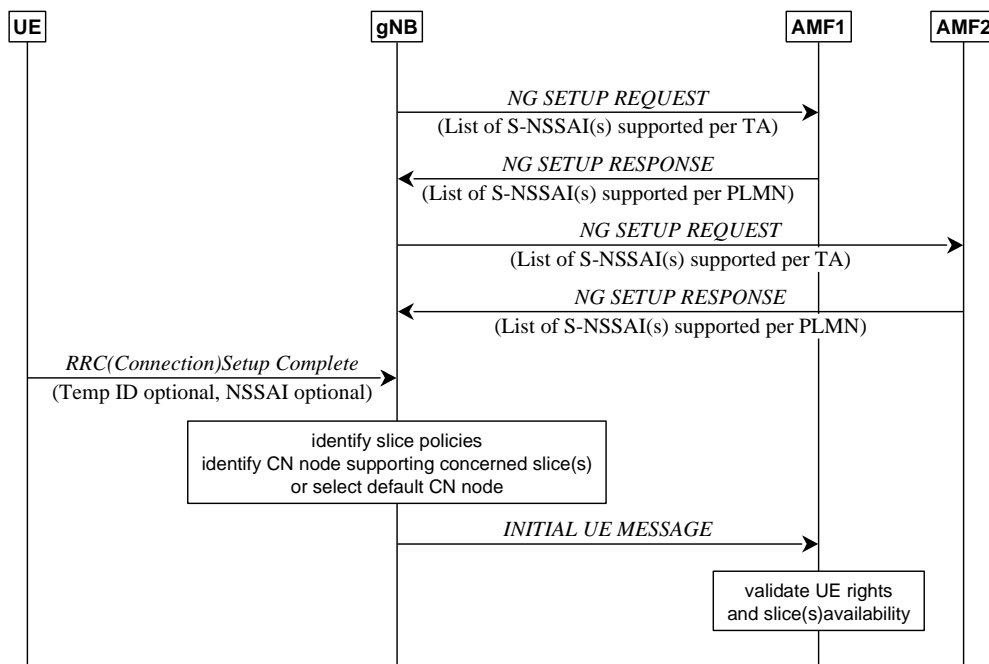 UE gNB AMF1 AMF2
NG SETUP REQUEST
(List of S-NSSAI(s) supported per TA)
NG SETUP RESPONSE
(List of S-NSSAI(s) supported per PLMN)
NG SETUP REQUEST
(List of S-NSSAI(s) supported per TA)
NG SETUP RESPONSE
(List of S-NSSAI(s) supported per PLMN)
RRC(Connection)Setup Complete
(Temp ID optional, NSSAI optional)
identify slice policies
identify CN node supporting concerned slice(s)
or select default CN node
INITIAL UE MESSAGE
validate UE rights
and slice(s)availability